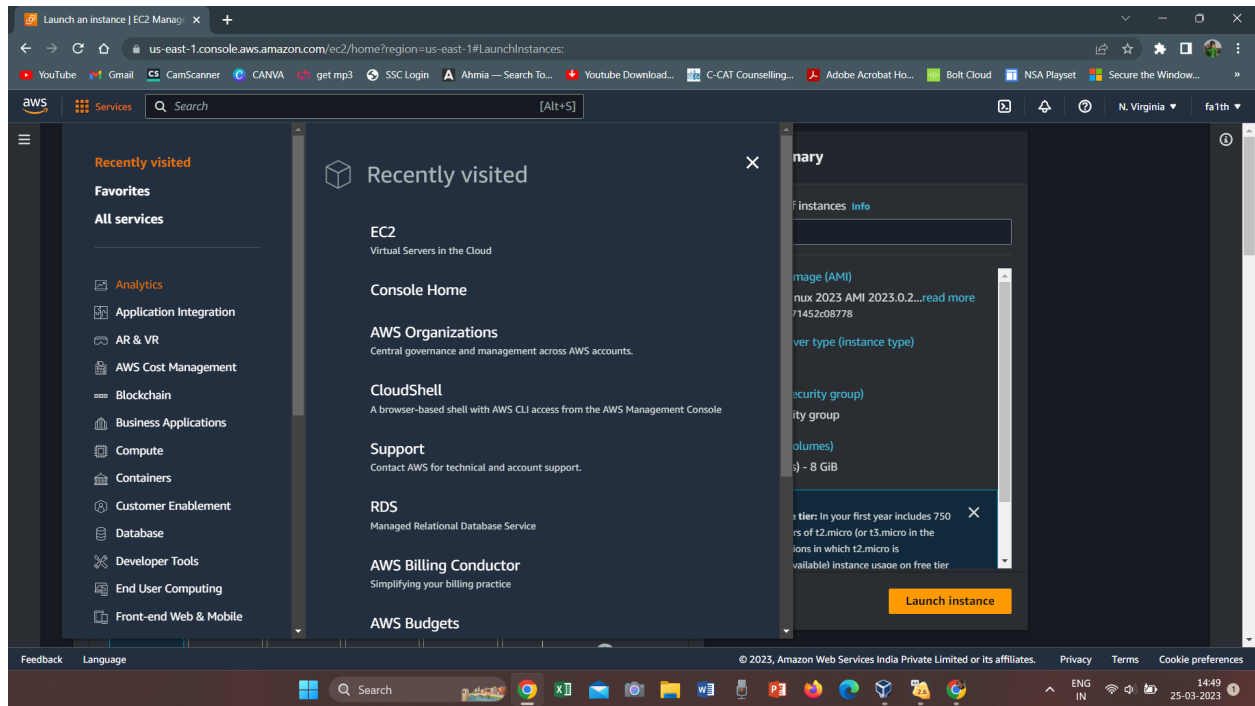 Launch an instance | EC2 Manag
us-east-1.console.aws.amazon.com/ec2/home?region=us-east-1#LaunchInstances:
YouTube Gmail CS CamScanner CANVA get mp3 SSC Login Ahmia — Search To... Youtube Download... C-CAT Counselling... Adobe Acrobat Ho... Bolt Cloud NSA Playset Secure the Window... »
aws Services Search [Alt+S] N. Virginia ▼ fa1th ▼
Recently visited
Favorites
All services
Analytics
Application Integration
AR & VR
AWS Cost Management
Blockchain
Business Applications
Compute
Containers
Customer Enablement
Database
Developer Tools
End User Computing
Front-end Web & Mobile
Recently visited
EC2
Virtual Servers in the Cloud
Console Home
AWS Organizations
Central governance and management across AWS accounts.
CloudShell
A browser-based shell with AWS CLI access from the AWS Management Console
Support
Contact AWS for technical and account support.
RDS
Managed Relational Database Service
AWS Billing Conductor
Simplifying your billing practice
AWS Budgets
nary
f instances Info
mage (AMI)
nux 2023 AMI 2023.0.2...read more
71452c08778
ver type (instance type)
ecurity group)
ity group
olumes)
s) - 8 GiB
tier: In your first year includes 750
rs of t2.micro (or t3.micro in the
ions in which t2.micro is
vailable) instance usage on free tier
Launch instance
Feedback Language © 2023, Amazon Web Services India Private Limited or its affiliates. Privacy Terms Cookie preferences
Search ENG 14:49
IN 25-03-2023 1